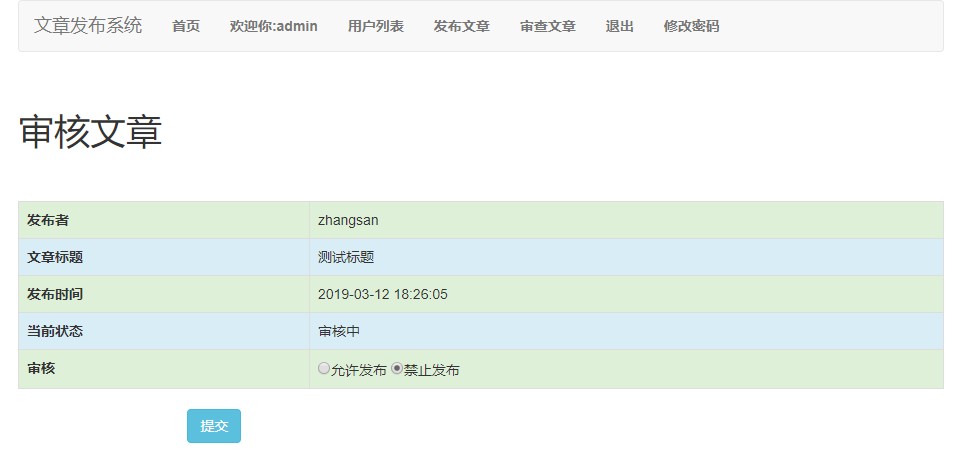 文章发布系统 首页 欢迎你:admin 用户列表 发布文章 审查文章 退出 修改密码
审核文章
发布者 zhangsan
文章标题 测试标题
发布时间 2019-03-12 18:26:05
当前状态 审核中
审核 允许发布 禁止发布
提交